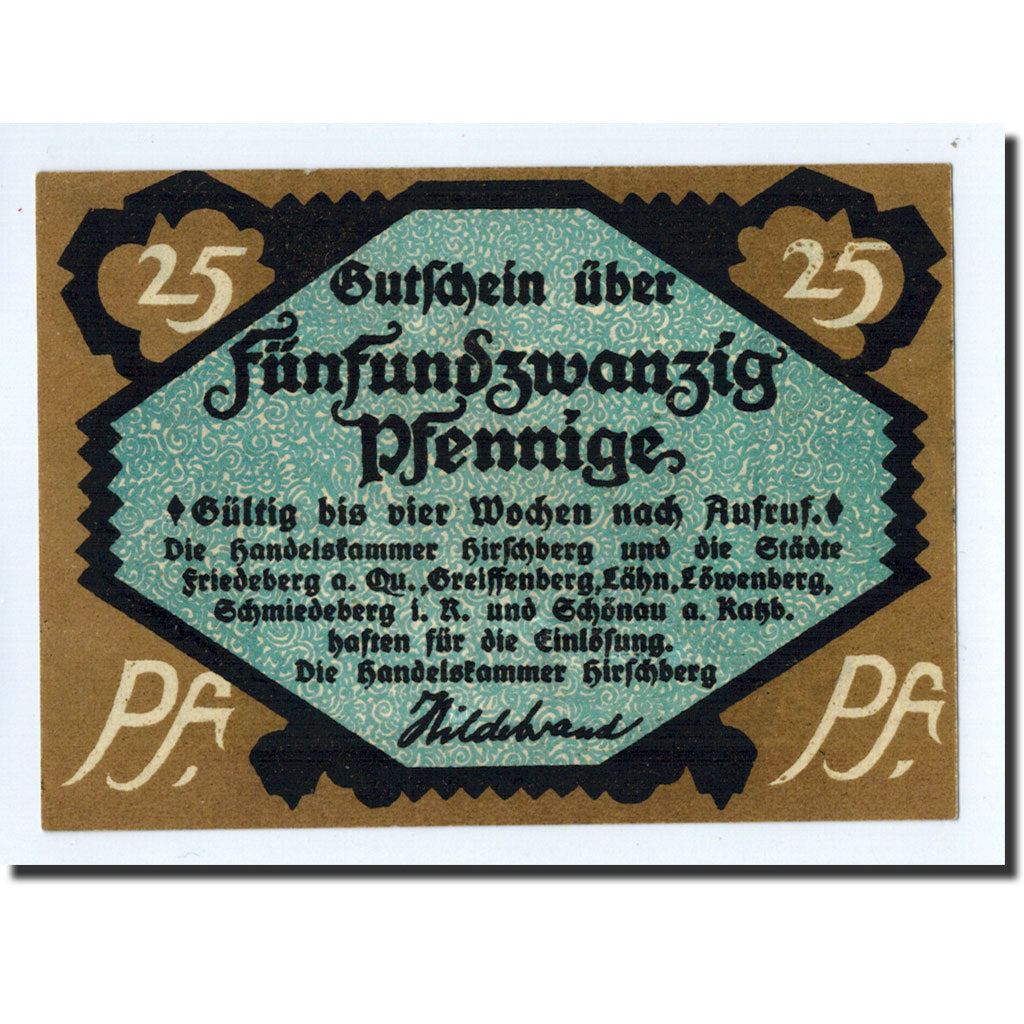 25 25
Gutschein über
Fünfundzwanzig
Pfennige
♦Gültig bis vier Wochen nach Aufruf.♦
Die Handelskammer Hirschberg und die Städte
Friedeberg a. Qu., Greiffenberg, Lähn, Löwenberg,
Schmiedeberg i. R. und Schönau a. Katzb.
haften für die Einlösung.
Die Handelskammer Hirschberg
Hildebrand
Pf. Pf.